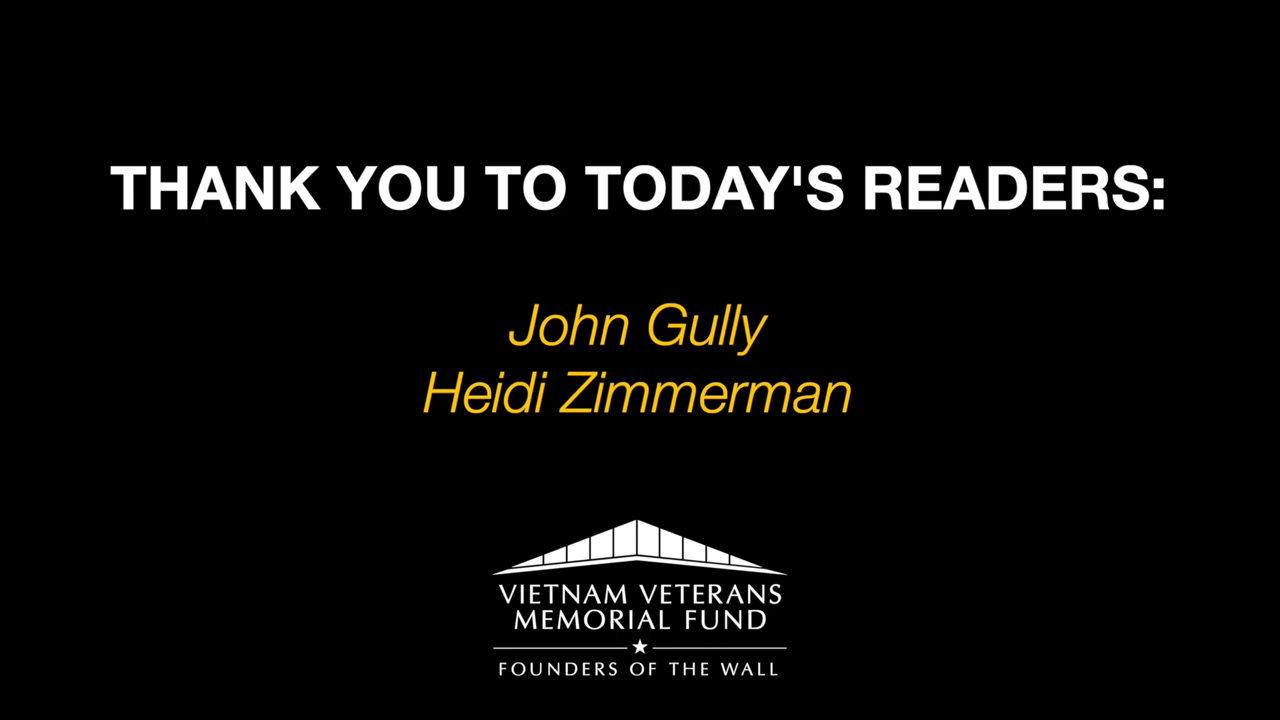 THANK YOU TO TODAY'S READERS:
John Gully
Heidi Zimmerman
VIETNAM VETERANS
MEMORIAL FUND
FOUNDERS OF THE WALL